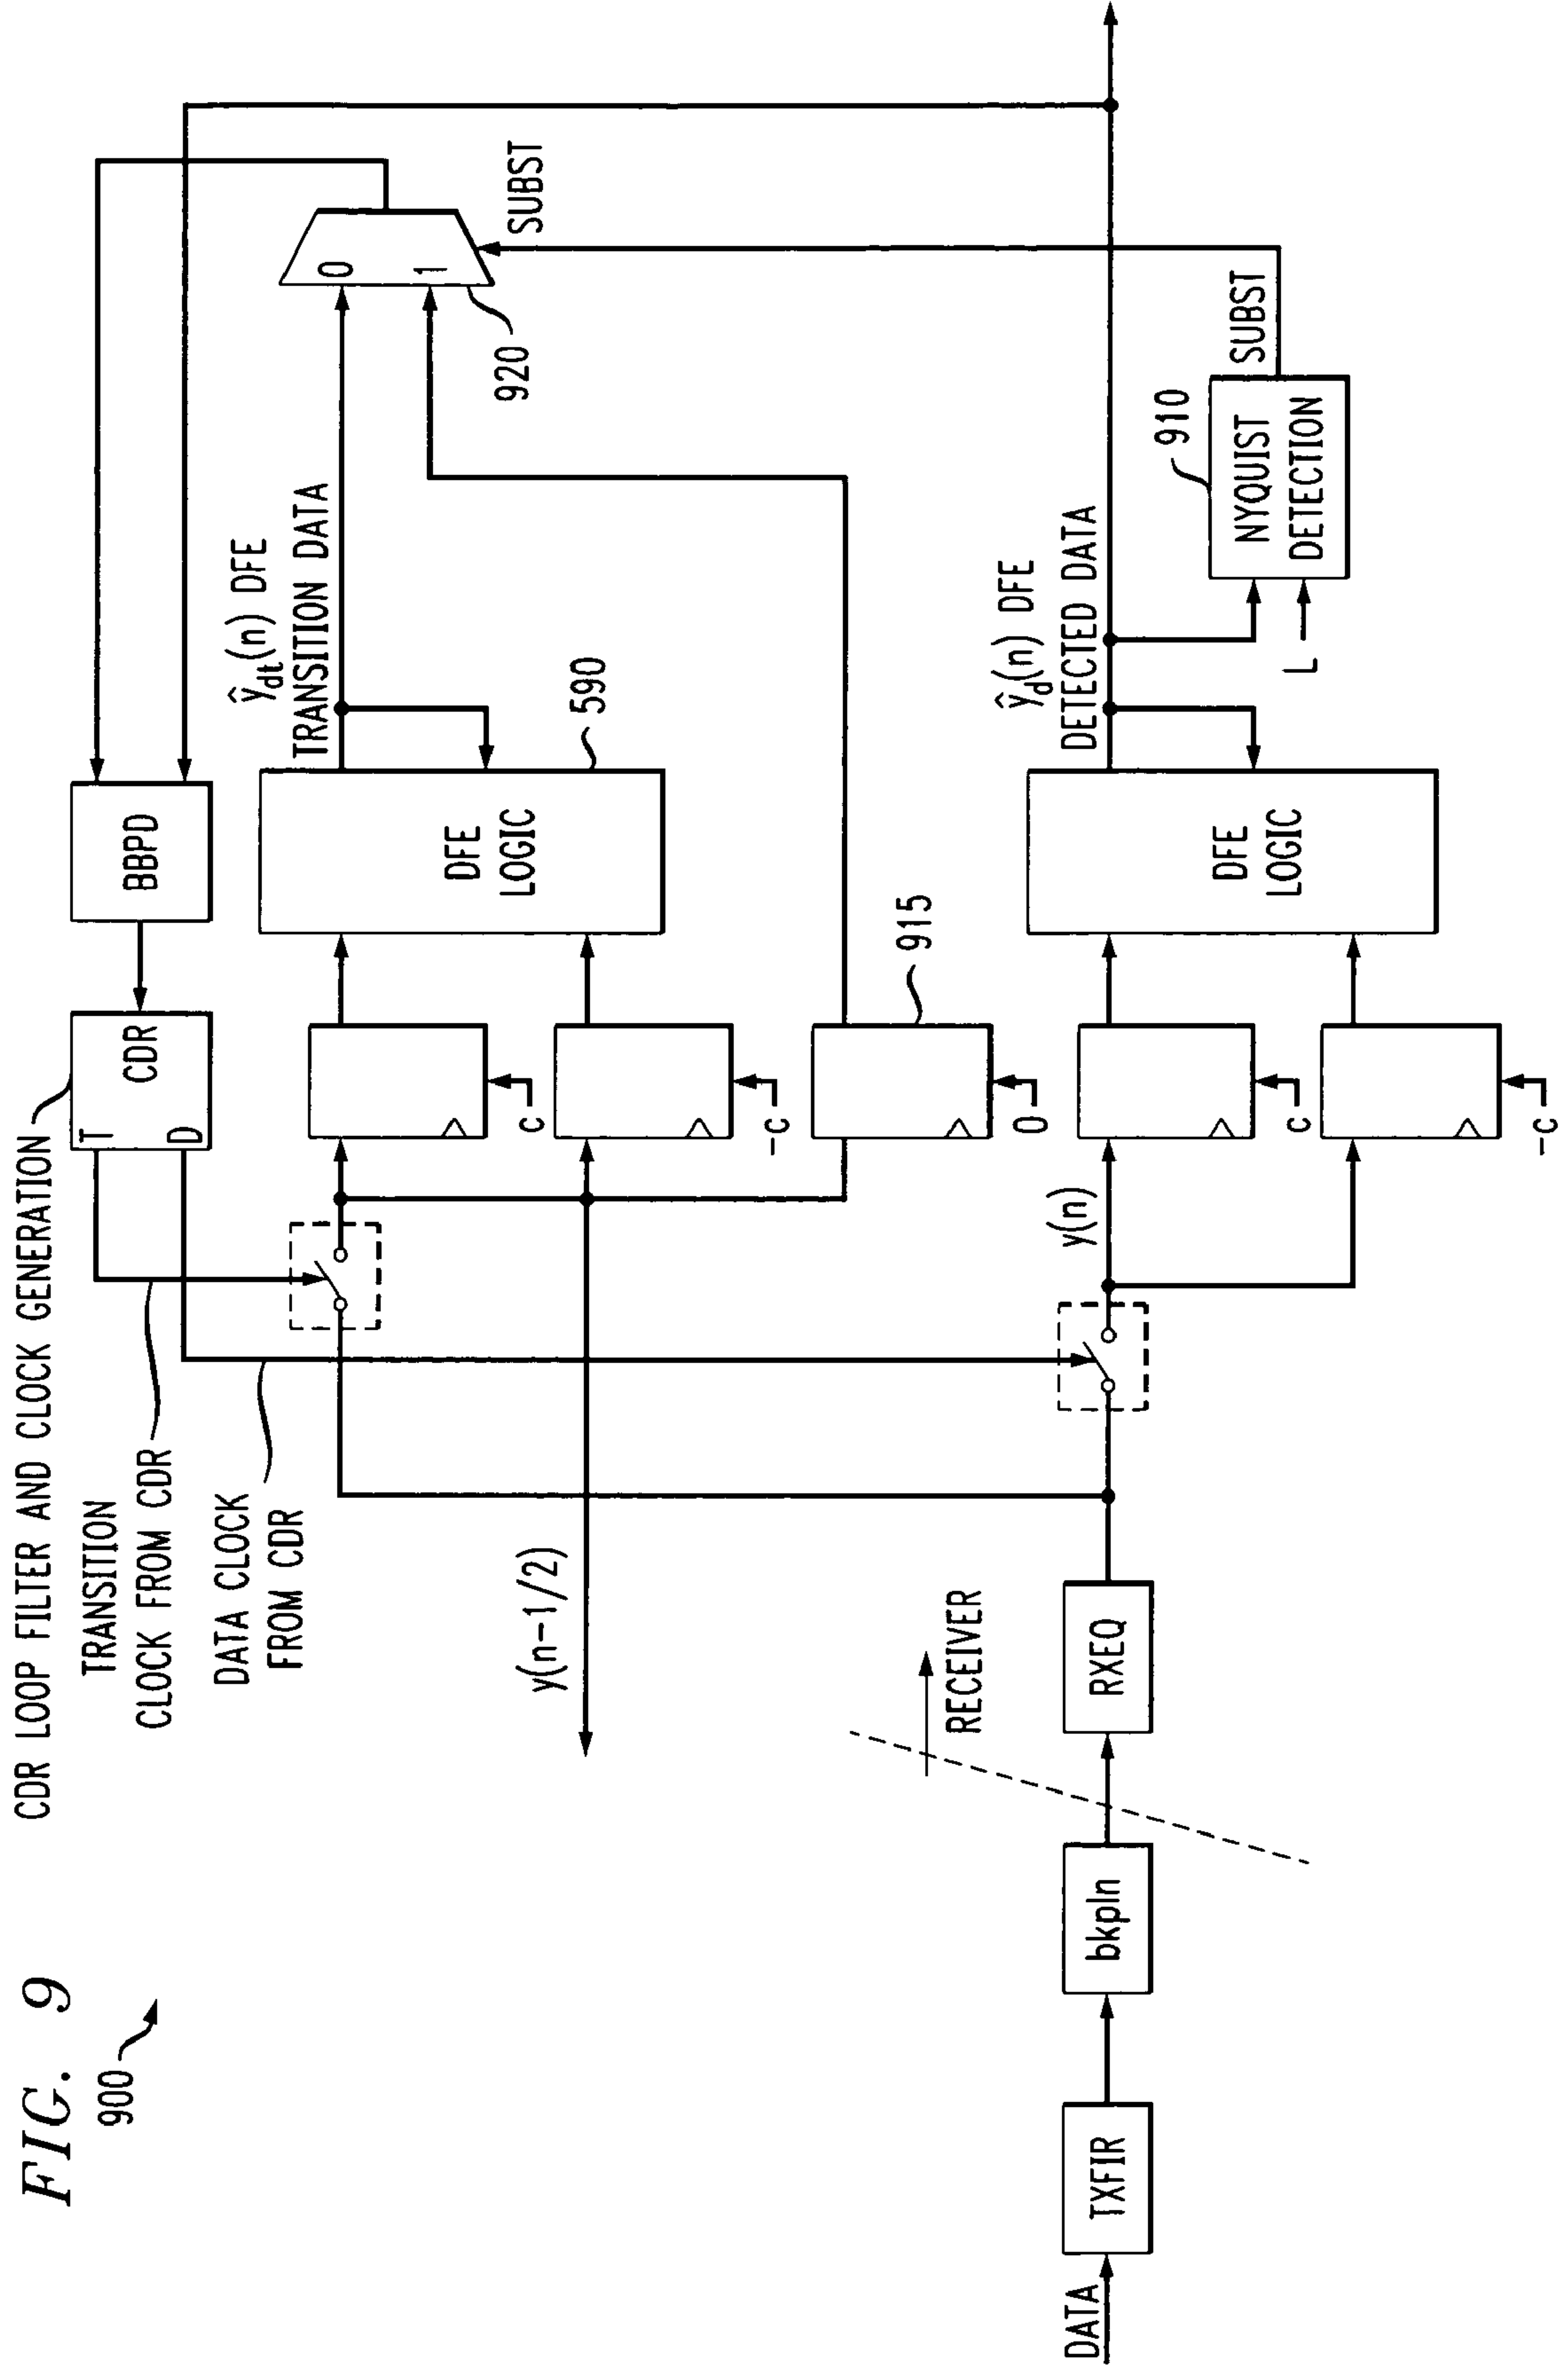 FIG. 9
900
CDR LOOP FILTER AND CLOCK GENERATION
TRANSITION
CLOCK FROM CDR
DATA CLOCK
FROM CDR
T
D
CDR
BBPD
y(n-1/2)
c
-c
0
DFE
LOGIC
590
ŷdt(n) DFE
TRANSITION DATA
0
1
920
SUBST
915
RECEIVER
DATA
TXFIR
bkpln
RXEQ
y(n)
c
-c
DFE
LOGIC
ŷd(n) DFE
DETECTED DATA
L
NYQUIST
DETECTION
910
SUBST